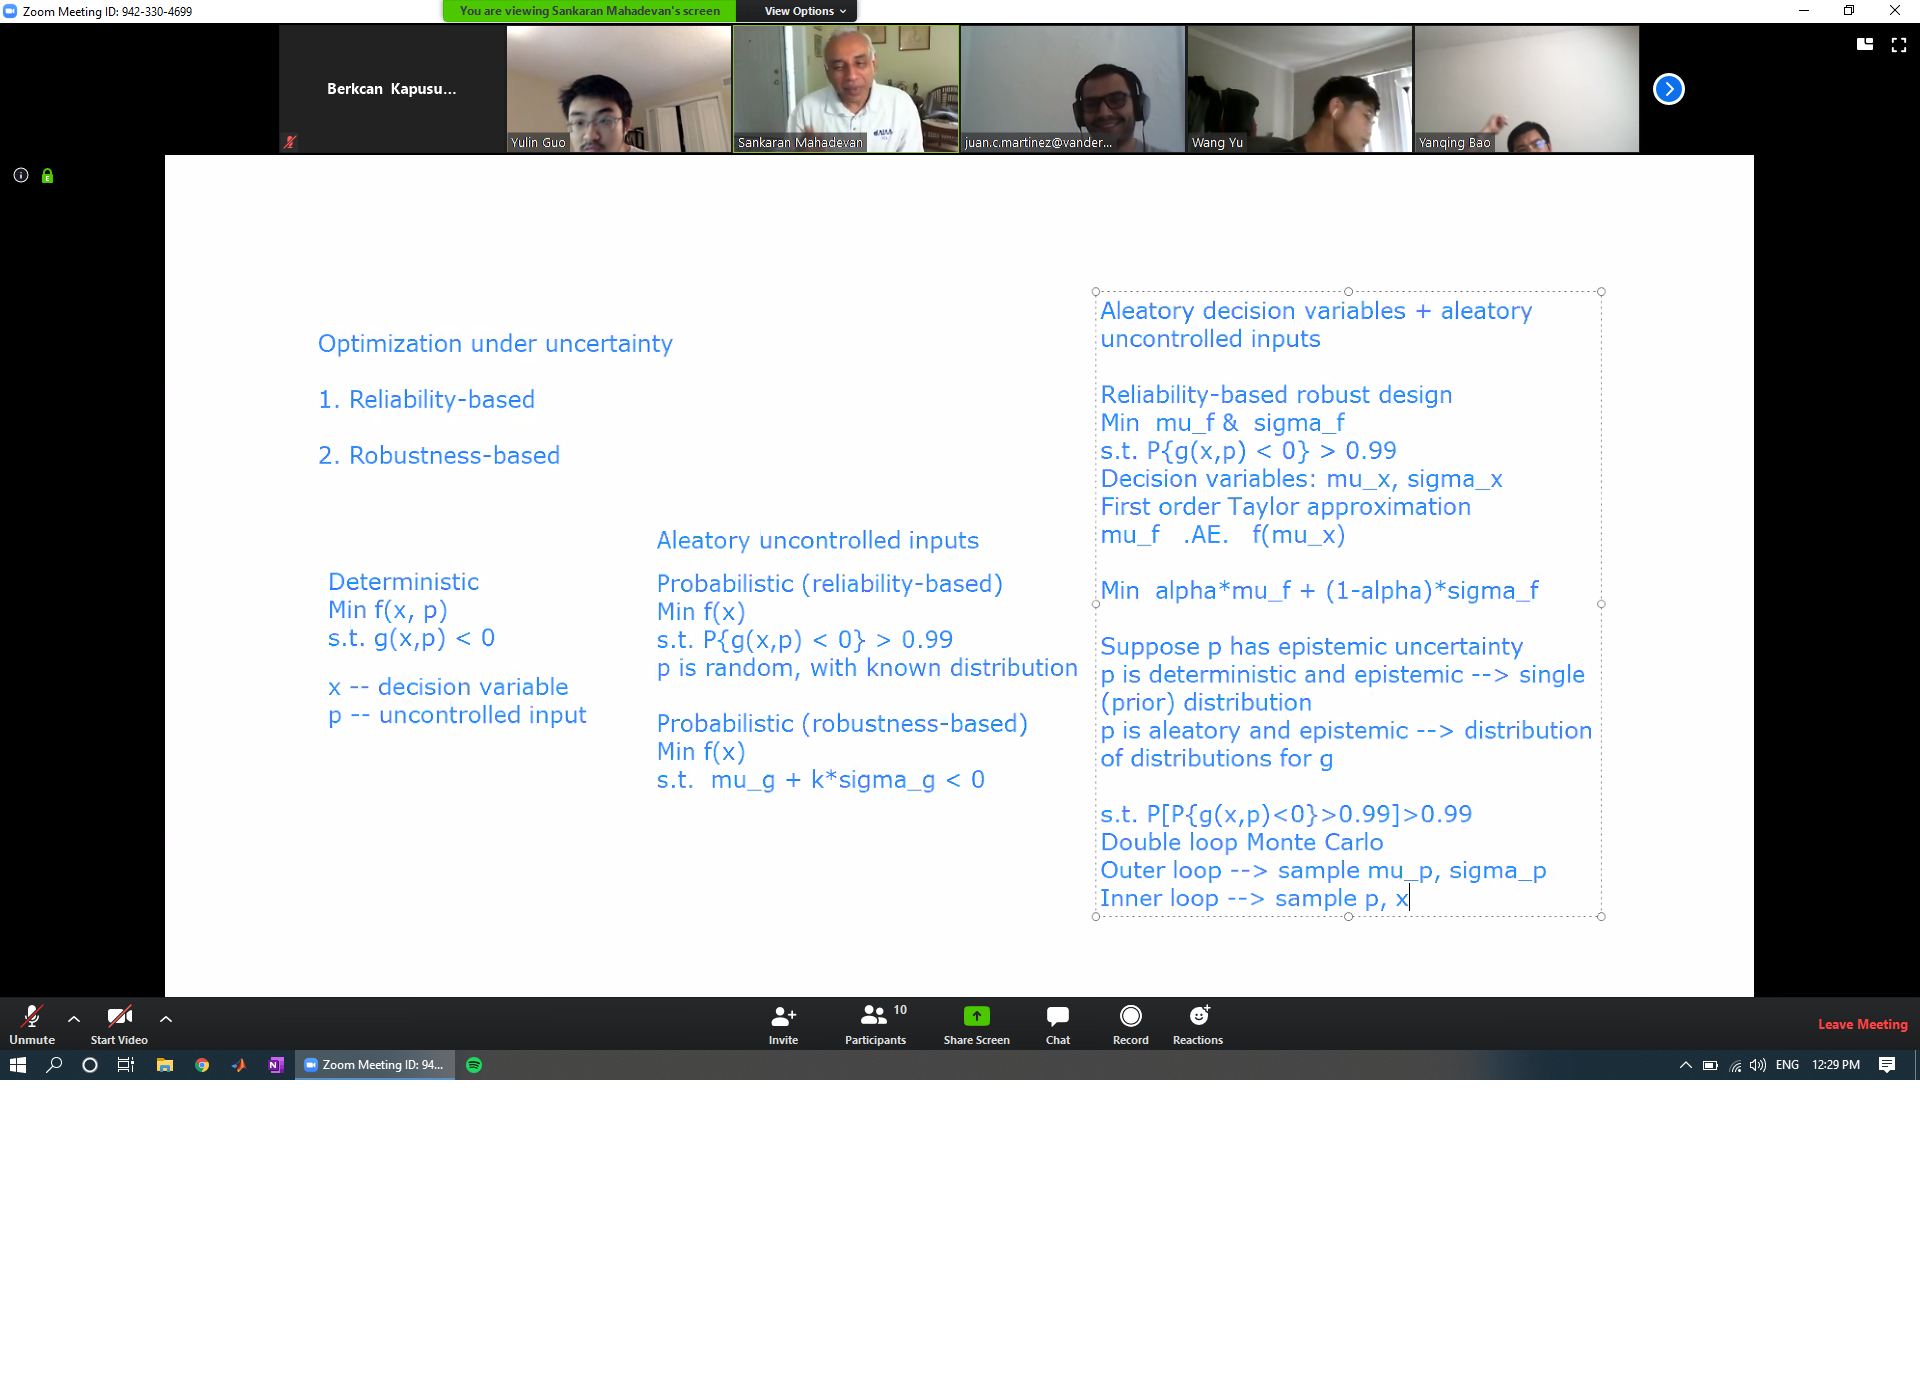 Zoom Meeting ID: 942-330-4699
You are viewing Sankaran Mahadevan's screen
View Options
Berkcan Kapusu...
Yulin Guo
Sankaran Mahadevan
juan.c.martinez@vander...
Wang Yu
Yanqing Bao
Optimization under uncertainty
1. Reliability-based
2. Robustness-based
Deterministic
Min f(x, p)
s.t. g(x,p) < 0
x -- decision variable
p -- uncontrolled input
Aleatory uncontrolled inputs
Probabilistic (reliability-based)
Min f(x)
s.t. P{g(x,p) < 0} > 0.99
p is random, with known distribution
Probabilistic (robustness-based)
Min f(x)
s.t. mu_g + k*sigma_g < 0
Aleatory decision variables + aleatory
uncontrolled inputs
Reliability-based robust design
Min mu_f & sigma_f
s.t. P{g(x,p) < 0} > 0.99
Decision variables: mu_x, sigma_x
First order Taylor approximation
mu_f .AE. f(mu_x)
Min alpha*mu_f + (1-alpha)*sigma_f
Suppose p has epistemic uncertainty
p is deterministic and epistemic --> single
(prior) distribution
p is aleatory and epistemic --> distribution
of distributions for g
s.t. P[P{g(x,p)<0}>0.99]>0.99
Double loop Monte Carlo
Outer loop --> sample mu_p, sigma_p
Inner loop --> sample p, x
Unmute
Start Video
Invite
Participants
10
Share Screen
Chat
Record
Reactions
Leave Meeting
Zoom Meeting ID: 94...
ENG
12:29 PM